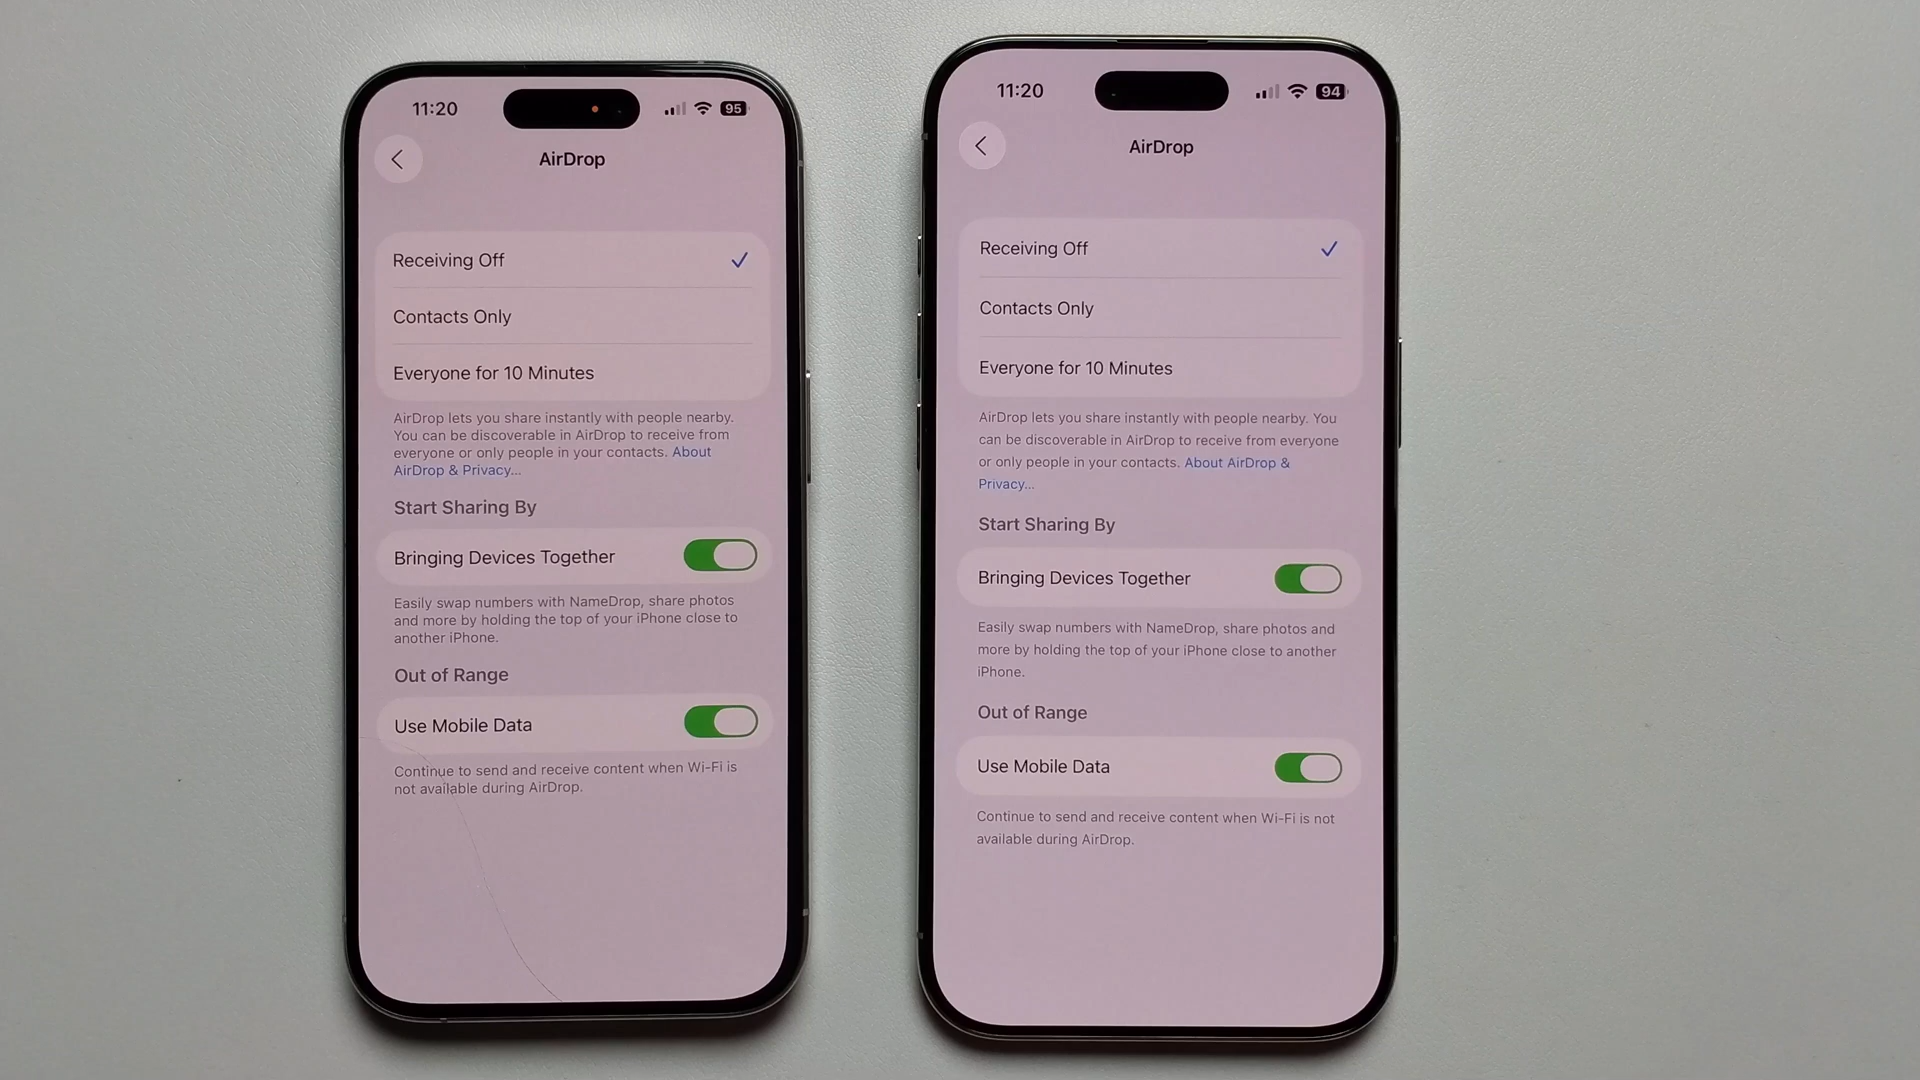 11:20
95
AirDrop
Receiving Off
Contacts Only
Everyone for 10 Minutes
AirDrop lets you share instantly with people nearby.
You can be discoverable in AirDrop to receive from
everyone or only people in your contacts. About
AirDrop & Privacy...
Start Sharing By
Bringing Devices Together
Easily swap numbers with NameDrop, share photos
and more by holding the top of your iPhone close to
another iPhone.
Out of Range
Use Mobile Data
Continue to send and receive content when Wi-Fi is
not available during AirDrop.
11:20
94
AirDrop
Receiving Off
Contacts Only
Everyone for 10 Minutes
AirDrop lets you share instantly with people nearby. You
can be discoverable in AirDrop to receive from everyone
or only people in your contacts. About AirDrop &
Privacy...
Start Sharing By
Bringing Devices Together
Easily swap numbers with NameDrop, share photos and
more by holding the top of your iPhone close to another
iPhone.
Out of Range
Use Mobile Data
Continue to send and receive content when Wi-Fi is not
available during AirDrop.